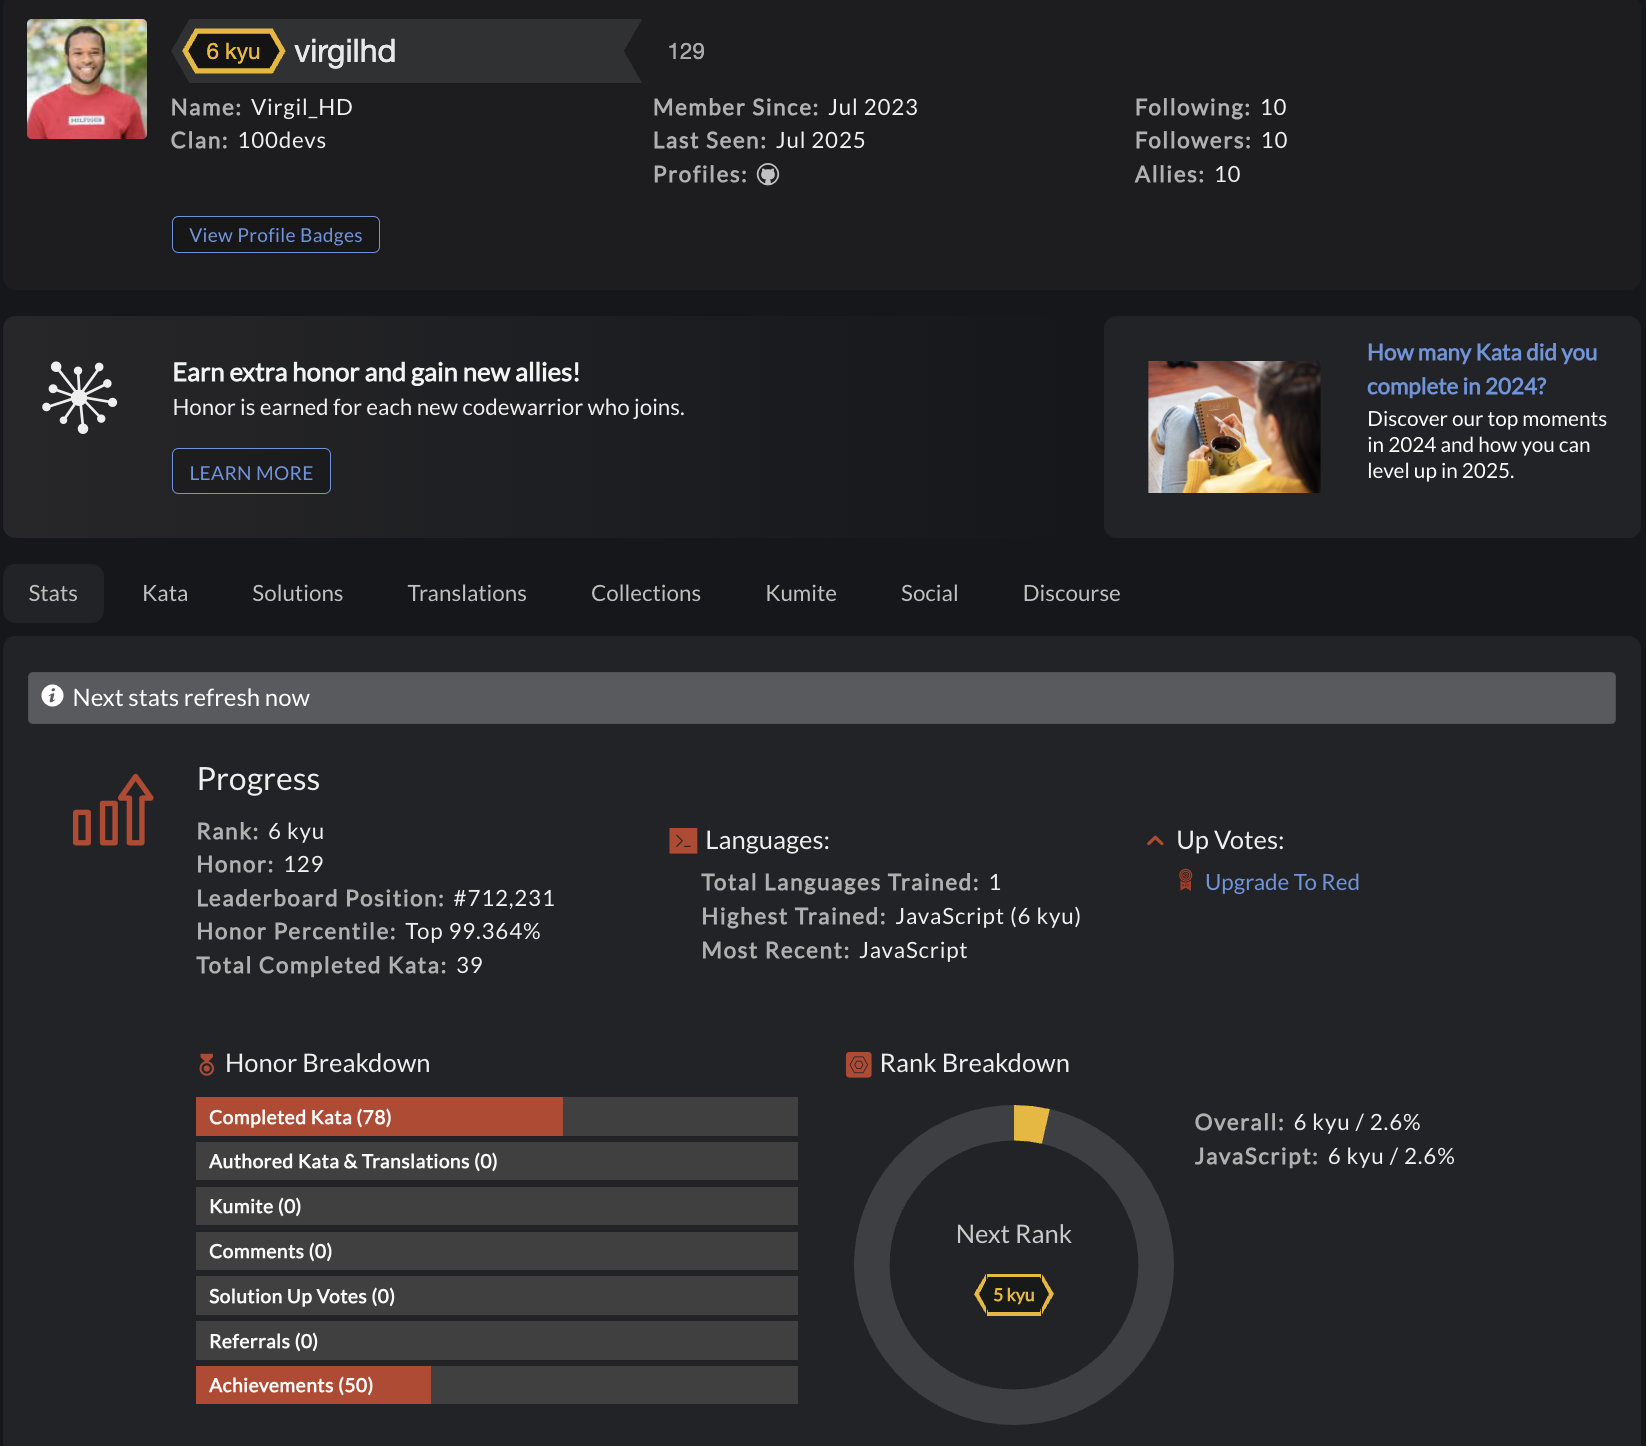 6 kyu virgilhd 129
Name: Virgil_HD
Clan: 100devs
Member Since: Jul 2023
Last Seen: Jul 2025
Profiles:
Following: 10
Followers: 10
Allies: 10
View Profile Badges
Earn extra honor and gain new allies!
Honor is earned for each new codewarrior who joins.
LEARN MORE
How many Kata did you
complete in 2024?
Discover our top moments
in 2024 and how you can
level up in 2025.
Stats Kata Solutions Translations Collections Kumite Social Discourse
Next stats refresh now
Progress
Rank: 6 kyu
Honor: 129
Leaderboard Position: #712,231
Honor Percentile: Top 99.364%
Total Completed Kata: 39
Languages:
Total Languages Trained: 1
Highest Trained: JavaScript (6 kyu)
Most Recent: JavaScript
Up Votes:
Upgrade To Red
Honor Breakdown
Completed Kata (78)
Authored Kata & Translations (0)
Kumite (0)
Comments (0)
Solution Up Votes (0)
Referrals (0)
Achievements (50)
Rank Breakdown
Next Rank
5 kyu
Overall: 6 kyu / 2.6%
JavaScript: 6 kyu / 2.6%